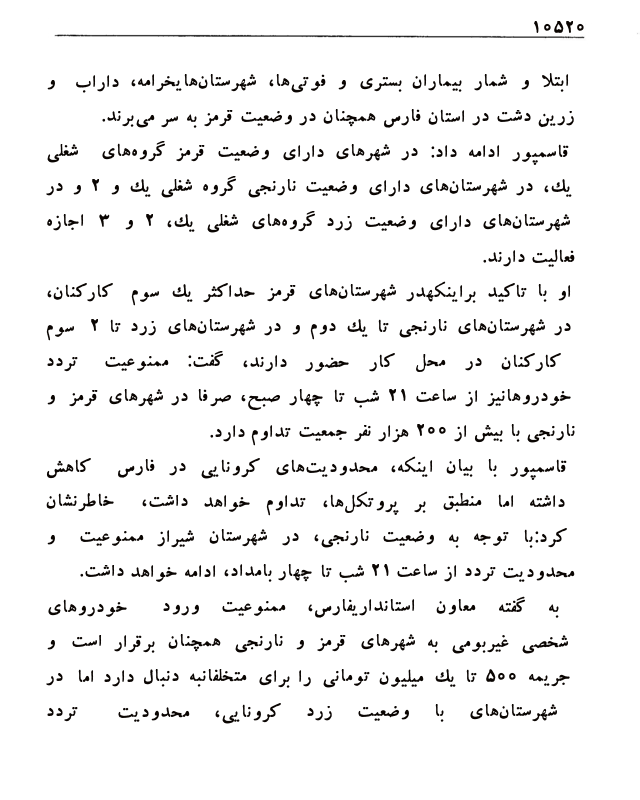 ۱۰۵۲۰
ابتلا و شمار بیماران بستری و فوتی‌ها، شهرستان‌هایخرامه، داراب و
زرین دشت در استان فارس همچنان در وضعیت قرمز به سر می‌برند.
قاسمپور ادامه داد: در شهرهای دارای وضعیت قرمز گروه‌های شغلی
یك، در شهرستان‌های دارای وضعیت نارنجی گروه شغلی یك و ۲ و در
شهرستان‌های دارای وضعیت زرد گروه‌های شغلی یك، ۲ و ۳ اجازه
فعالیت دارند.
او با تاکید براینکهدر شهرستان‌های قرمز حداکثر یك سوم کارکنان،
در شهرستان‌های نارنجی تا یك دوم و در شهرستان‌های زرد تا ۲ سوم
کارکنان در محل کار حضور دارند، گفت: ممنوعیت تردد
خودروهانیز از ساعت ۲۱ شب تا چهار صبح، صرفا در شهرهای قرمز و
نارنجی با بیش از ۲۰۰ هزار نفر جمعیت تداوم دارد.
قاسمپور با بیان اینکه، محدودیت‌های کرونایی در فارس کاهش
داشته اما منطبق بر پروتکل‌ها، تداوم خواهد داشت، خاطرنشان
کرد:با توجه به وضعیت نارنجی، در شهرستان شیراز ممنوعیت و
محدودیت تردد از ساعت ۲۱ شب تا چهار بامداد، ادامه خواهد داشت.
به گفته معاون استانداریفارس، ممنوعیت ورود خودروهای
شخصی غیربومی به شهرهای قرمز و نارنجی همچنان برقرار است و
جریمه ۵۰۰ تا یك میلیون تومانی را برای متخلفانبه دنبال دارد اما در
شهرستان‌های با وضعیت زرد کرونایی، محدودیت تردد